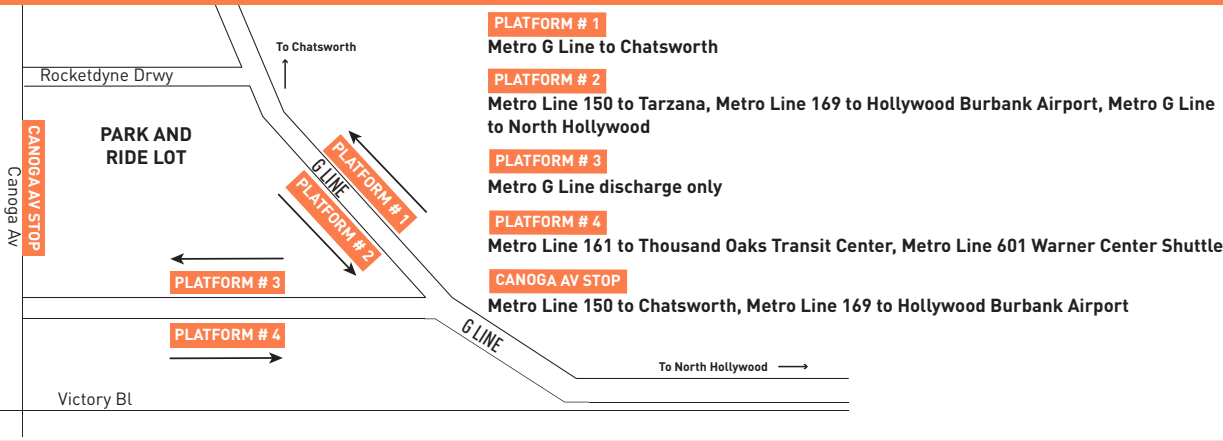 To Chatsworth
Rocketdyne Drwy
PARK AND
RIDE LOT
CANOGA AV STOP
Canoga Av
PLATFORM # 1
G LINE
PLATFORM # 2
PLATFORM # 3
PLATFORM # 4
G LINE
To North Hollywood
Victory Bl
PLATFORM # 1
Metro G Line to Chatsworth
PLATFORM # 2
Metro Line 150 to Tarzana, Metro Line 169 to Hollywood Burbank Airport, Metro G Line
to North Hollywood
PLATFORM # 3
Metro G Line discharge only
PLATFORM # 4
Metro Line 161 to Thousand Oaks Transit Center, Metro Line 601 Warner Center Shuttle
CANOGA AV STOP
Metro Line 150 to Chatsworth, Metro Line 169 to Hollywood Burbank Airport